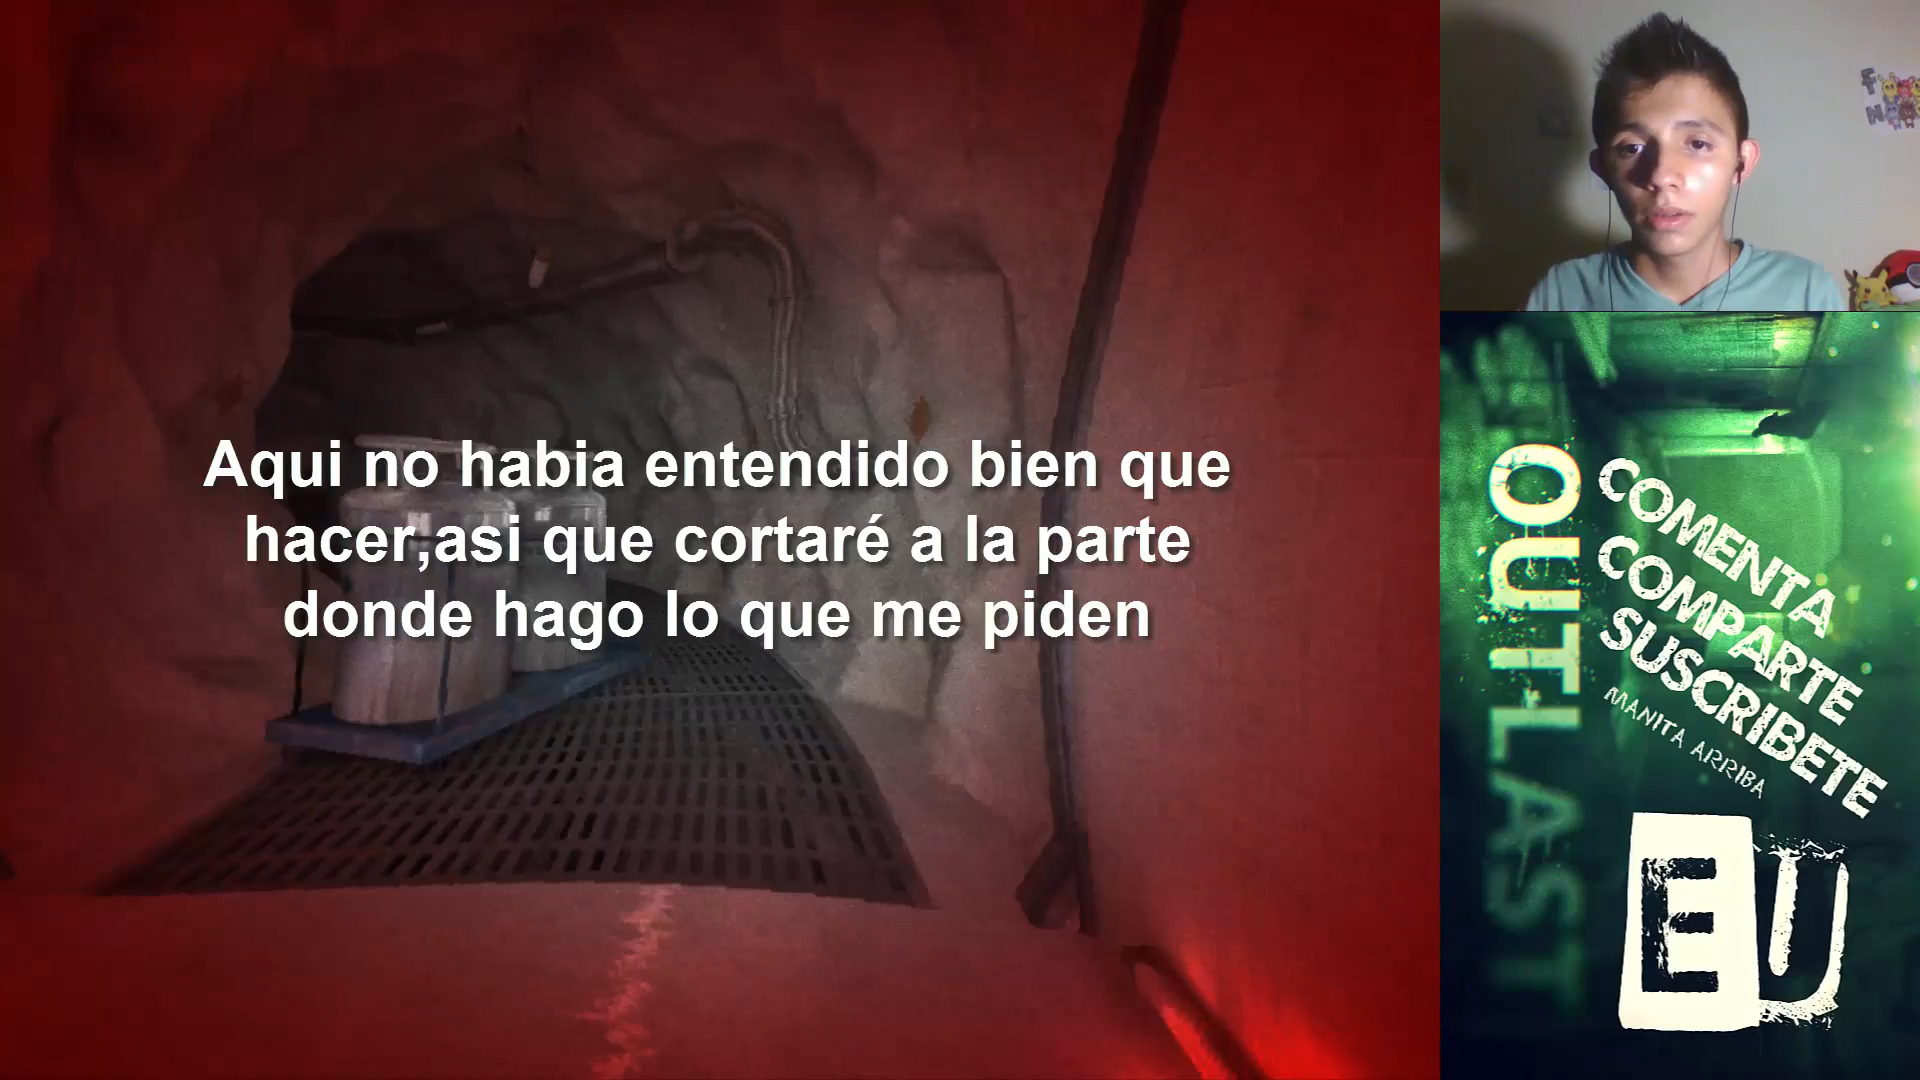 Aqui no habia entendido bien que
hacer,asi que cortaré a la parte
donde hago lo que me piden
OUTLAST
COMENTA
COMPARTE
SUSCRIBETE
MANITA ARRIBA
EU